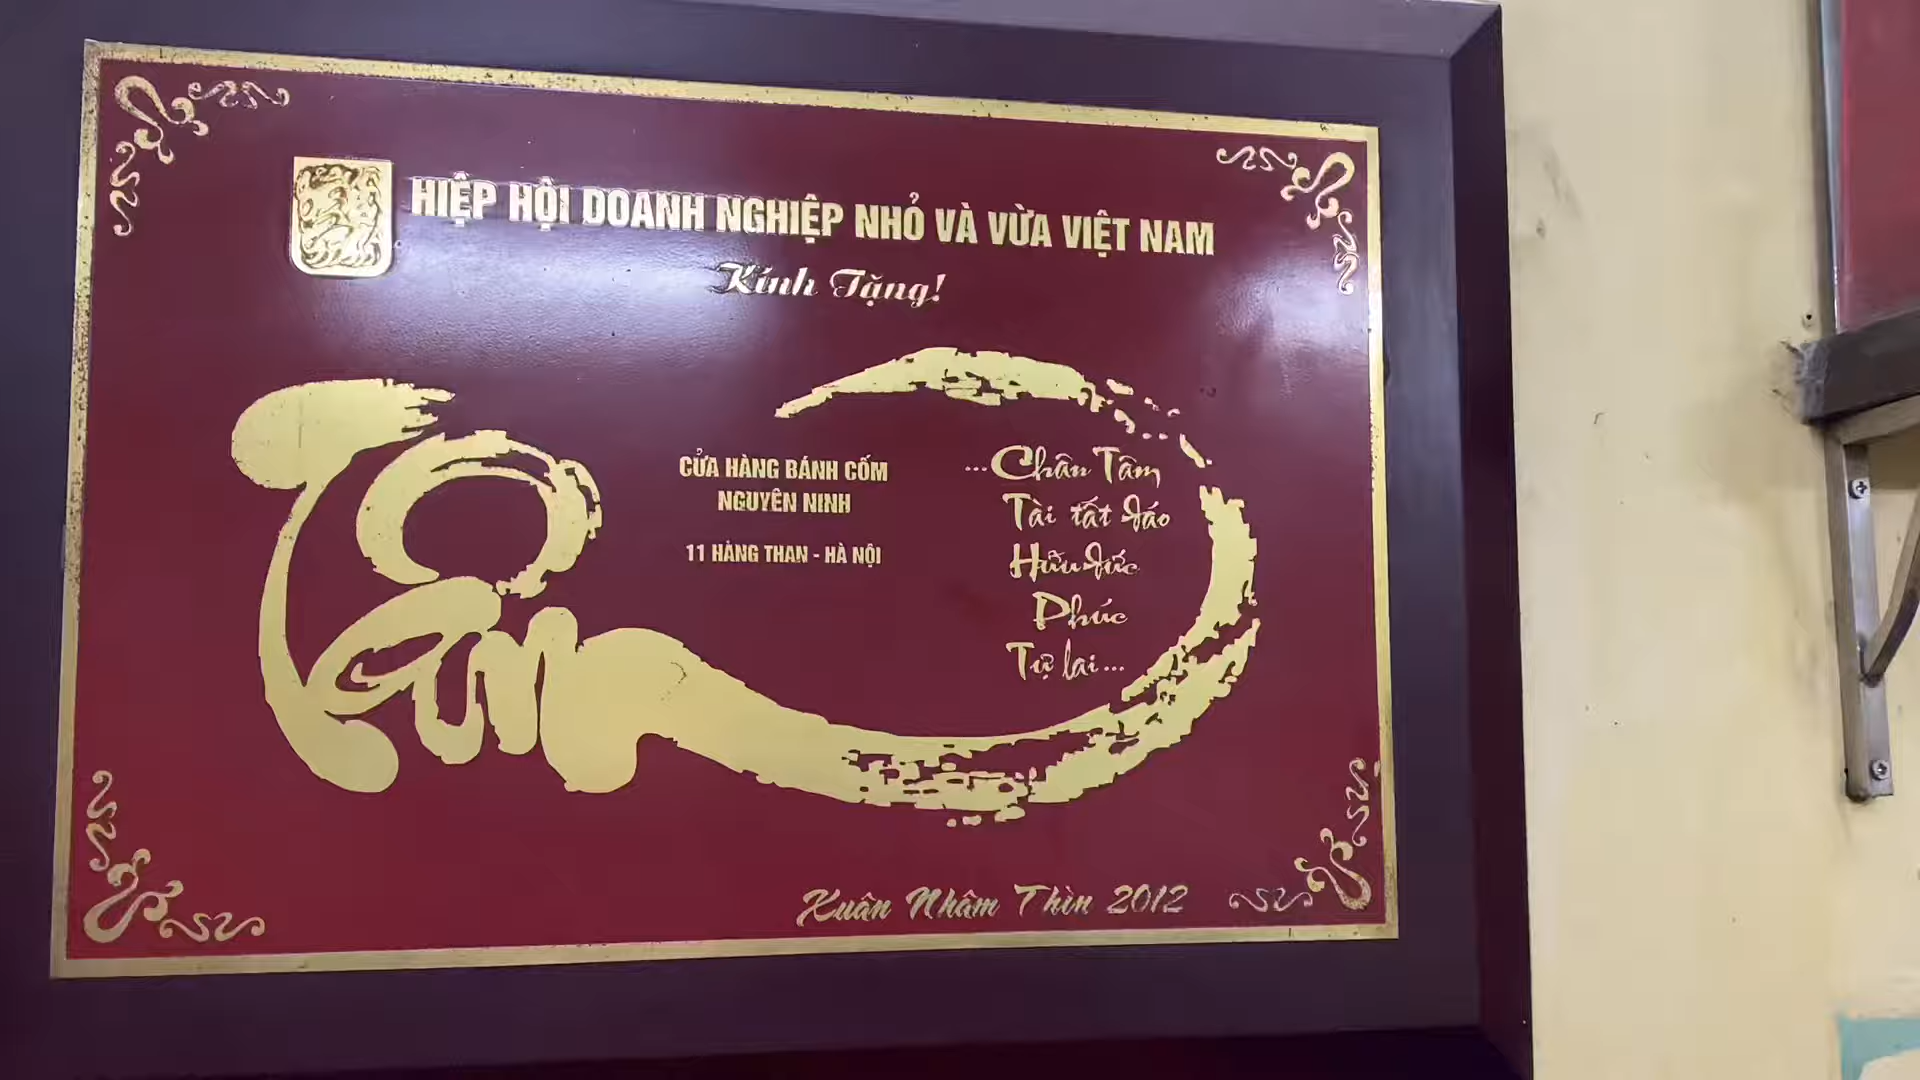 HIỆP HỘI DOANH NGHIỆP NHỎ VÀ VỪA VIỆT NAM
Kính Tặng!
Tâm
CỬA HÀNG BÁNH CỐM
NGUYÊN NINH
11 HÀNG THAN - HÀ NỘI
...Chân Tâm
Tài tất đáo
Hữu đức
Phúc
Tự lai...
Xuân Nhâm Thìn 2012